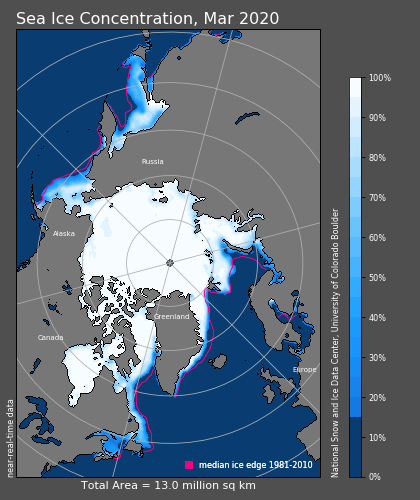 Sea Ice Concentration, Mar 2020
Russia
Alaska
Greenland
Canada
Europe
near-real-time data
median ice edge 1981-2010
Total Area = 13.0 million sq km
100%
90%
80%
70%
60%
50%
40%
30%
20%
10%
0%
National Snow and Ice Data Center, University of Colorado Boulder